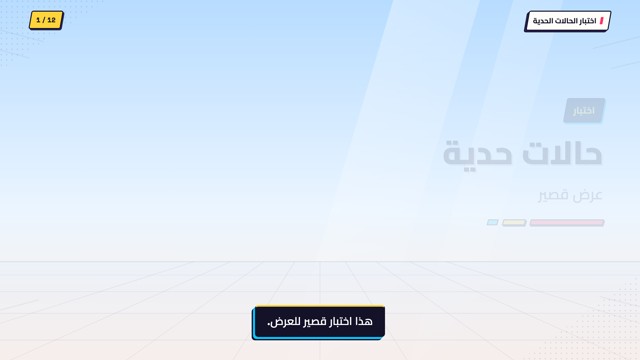 اختبار الحالات الحدية
1 / 12
اختبار
حالات حدية
عرض قصير
هذا اختبار قصير للعرض.